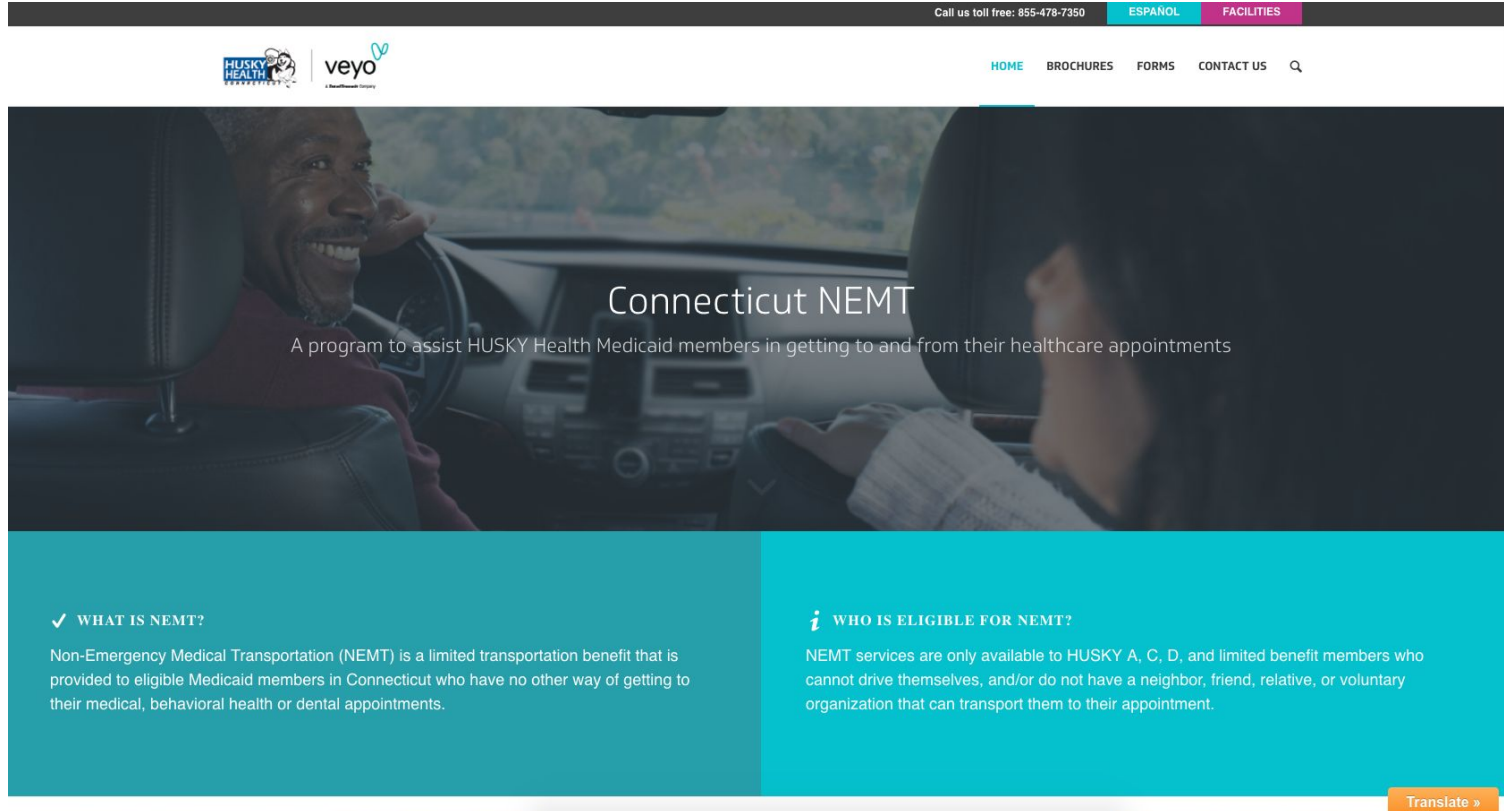 Call us toll free: 855-478-7350 ESPAÑOL FACILITIES
HUSKY
HEALTH
CONNECTICUT
veyo
HOME BROCHURES FORMS CONTACT US
Connecticut NEMT
A program to assist HUSKY Health Medicaid members in getting to and from their healthcare appointments
WHAT IS NEMT?
Non-Emergency Medical Transportation (NEMT) is a limited transportation benefit that is
provided to eligible Medicaid members in Connecticut who have no other way of getting to
their medical, behavioral health or dental appointments.
WHO IS ELIGIBLE FOR NEMT?
NEMT services are only available to HUSKY A, C, D, and limited benefit members who
cannot drive themselves, and/or do not have a neighbor, friend, relative, or voluntary
organization that can transport them to their appointment.
Translate »